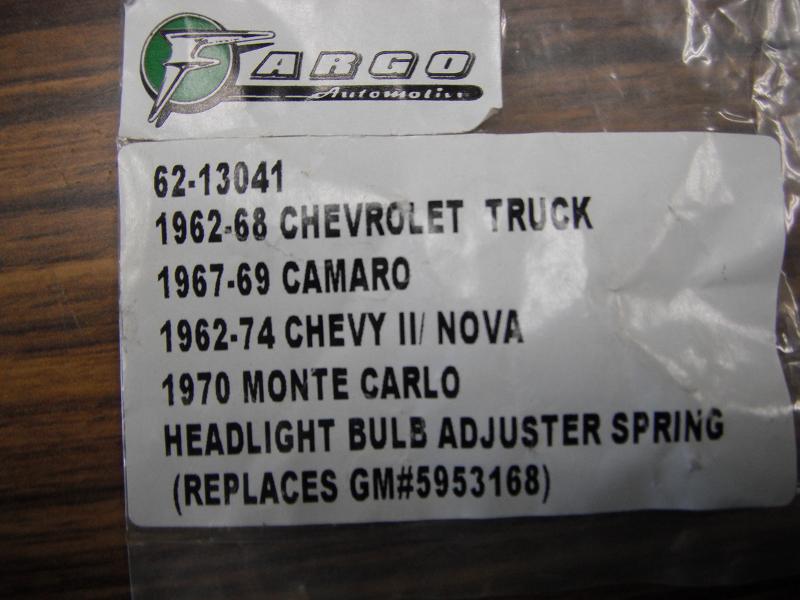 FARGO
Automotive
62-13041
1962-68 CHEVROLET TRUCK
1967-69 CAMARO
1962-74 CHEVY II/ NOVA
1970 MONTE CARLO
HEADLIGHT BULB ADJUSTER SPRING
(REPLACES GM#5953168)